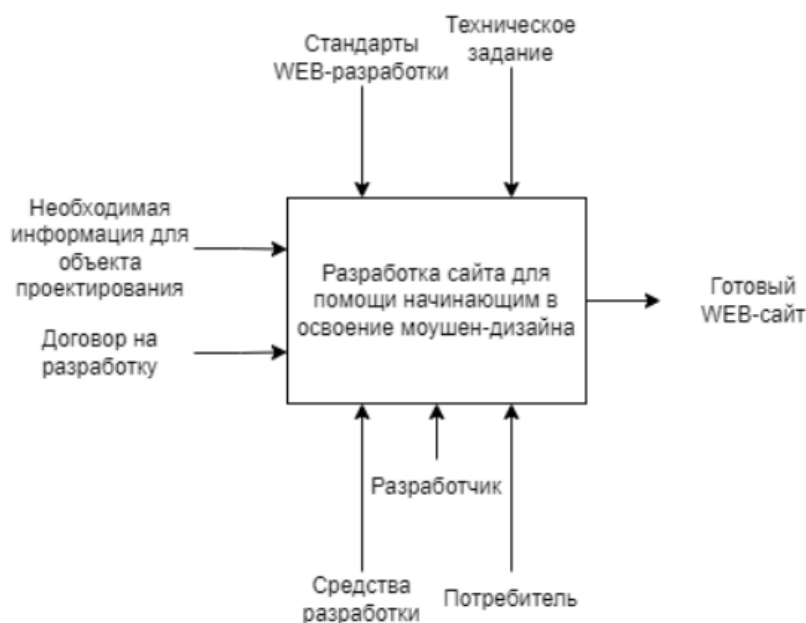 Стандарты
WEB-разработки
Техническое
задание
Необходимая
информация для
объекта
проектирования
Договор на
разработку
Разработка сайта для
помощи начинающим в
освоение моушен-дизайна
Готовый
WEB-сайт
Разработчик
Средства
разработки
Потребитель